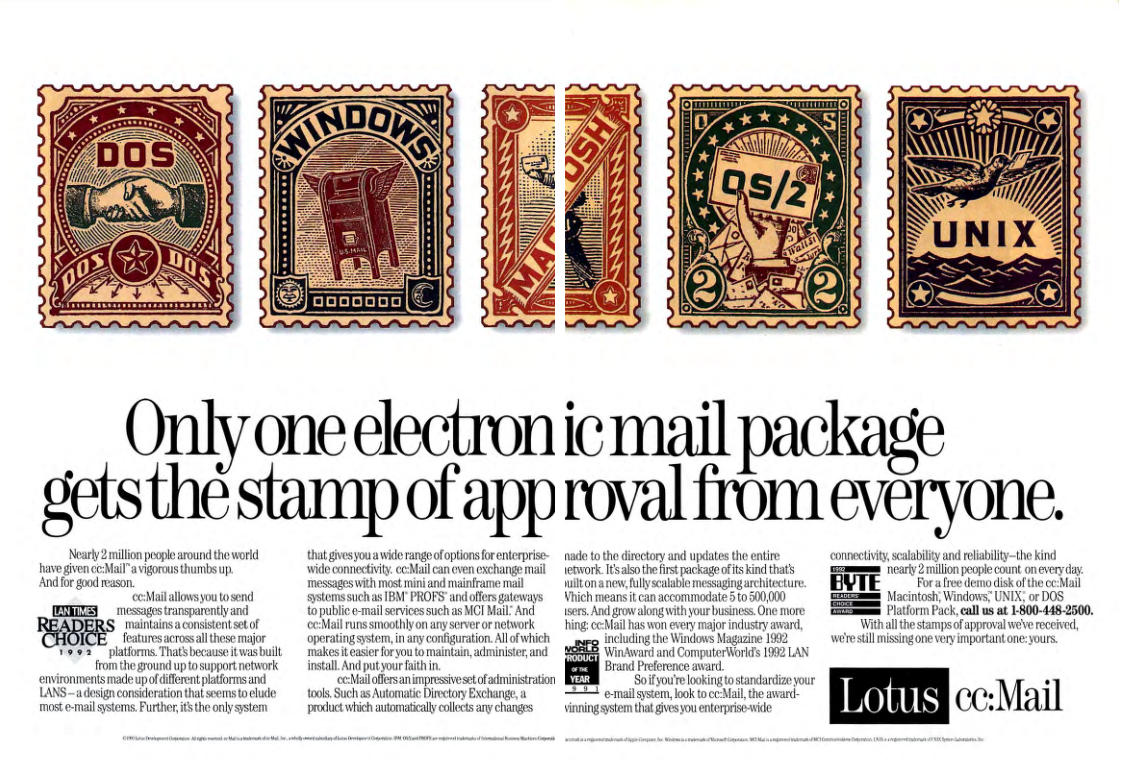 DOS
DOS
DOS
WINDOWS
U.S.MAIL
MACINTOSH
O S
OS/2
2 2
UNIX
Only one electronic mail package
gets the stamp of approval from everyone.
Nearly 2 million people around the world
have given cc:Mail™ a vigorous thumbs up.
And for good reason.
cc:Mail allows you to send
messages transparently and
maintains a consistent set of
features across all these major
platforms. That's because it was built
from the ground up to support network
environments made up of different platforms and
LANS – a design consideration that seems to elude
most e-mail systems. Further, it's the only system
LAN TIMES
READERS
CHOICE
1992
that gives you a wide range of options for enterprise-
wide connectivity. cc:Mail can even exchange mail
messages with most mini and mainframe mail
systems such as IBM® PROFS® and offers gateways
to public e-mail services such as MCI Mail.® And
cc:Mail runs smoothly on any server or network
operating system, in any configuration. All of which
makes it easier for you to maintain, administer, and
install. And put your faith in.
cc:Mail offers an impressive set of administration
tools. Such as Automatic Directory Exchange, a
product which automatically collects any changes
made to the directory and updates the entire
network. It's also the first package of its kind that's
built on a new, fully scalable messaging architecture.
Which means it can accommodate 5 to 500,000
users. And grow along with your business. One more
thing: cc:Mail has won every major industry award,
including the Windows Magazine 1992
WinAward and ComputerWorld's 1992 LAN
Brand Preference award.
So if you're looking to standardize your
e-mail system, look to cc:Mail, the award-
winning system that gives you enterprise-wide
INFO
WORLD
PRODUCT
OF THE
YEAR
1991
connectivity, scalability and reliability–the kind
nearly 2 million people count on every day.
For a free demo disk of the cc:Mail
Macintosh®, Windows,™ UNIX®, or DOS
Platform Pack, call us at 1-800-448-2500.
With all the stamps of approval we've received,
we're still missing one very important one: yours.
1992
BYTE
READERS'
CHOICE
AWARD
Lotus cc:Mail